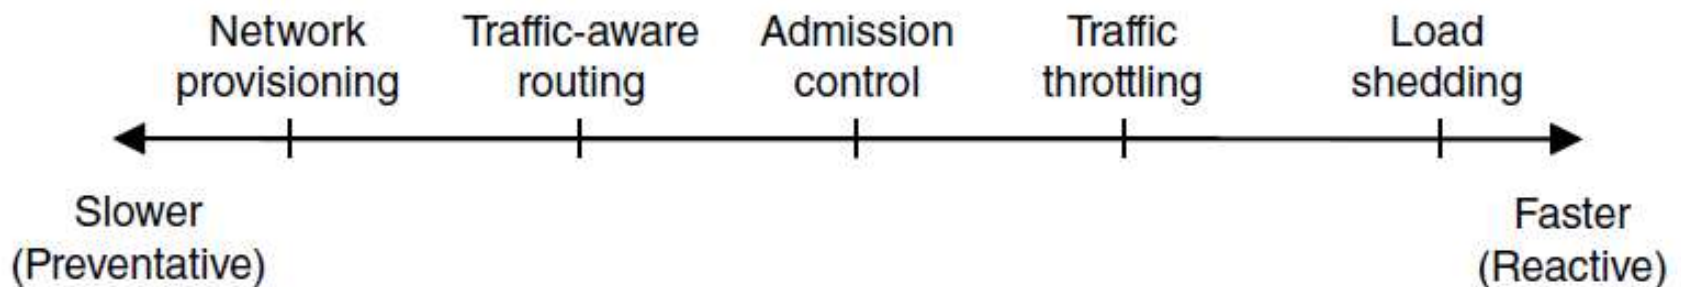 Network provisioning
Traffic-aware routing
Admission control
Traffic throttling
Load shedding
Slower
(Preventative)
Faster
(Reactive)